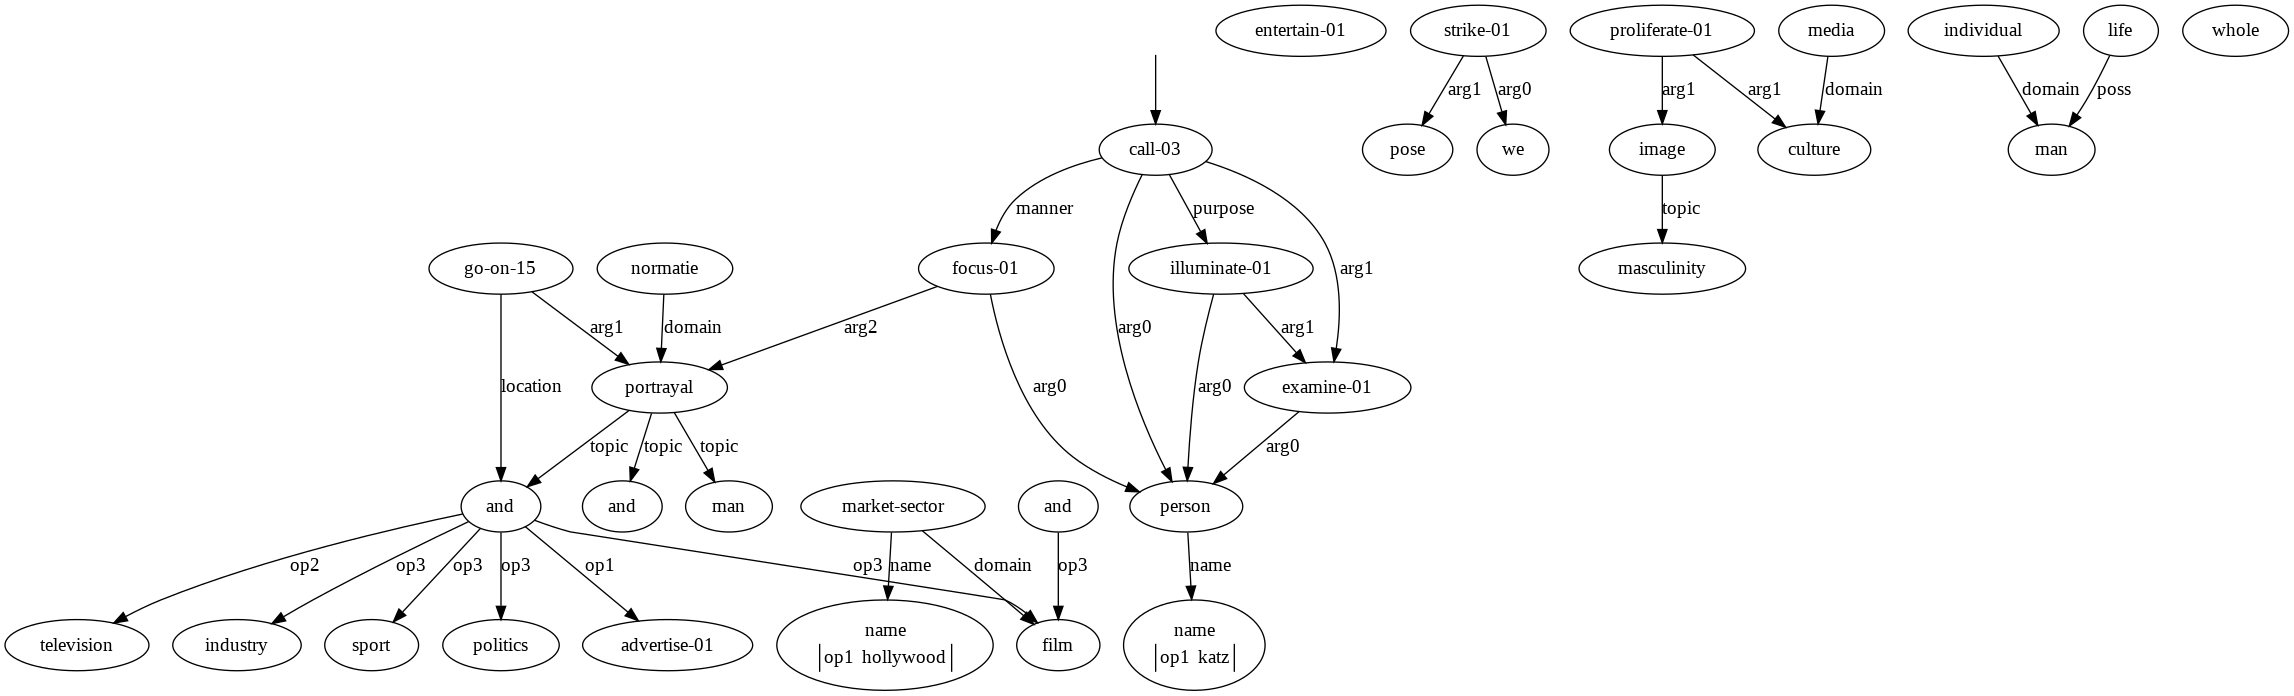 entertain-01 strike-01 proliferate-01 media individual life whole
arg1 arg0 arg1 arg1 domain domain poss
call-03 pose we image culture man
manner purpose topic
go-on-15 normatie focus-01 illuminate-01 arg1 masculinity
arg1 domain arg2 arg0 arg1
location portrayal arg0 arg0 examine-01
topic topic topic arg0
and and man market-sector and person
op2 op3 op3 op3 op1 op3 name domain op3 name
television industry sport politics advertise-01 name film name
op1 hollywood op1 katz